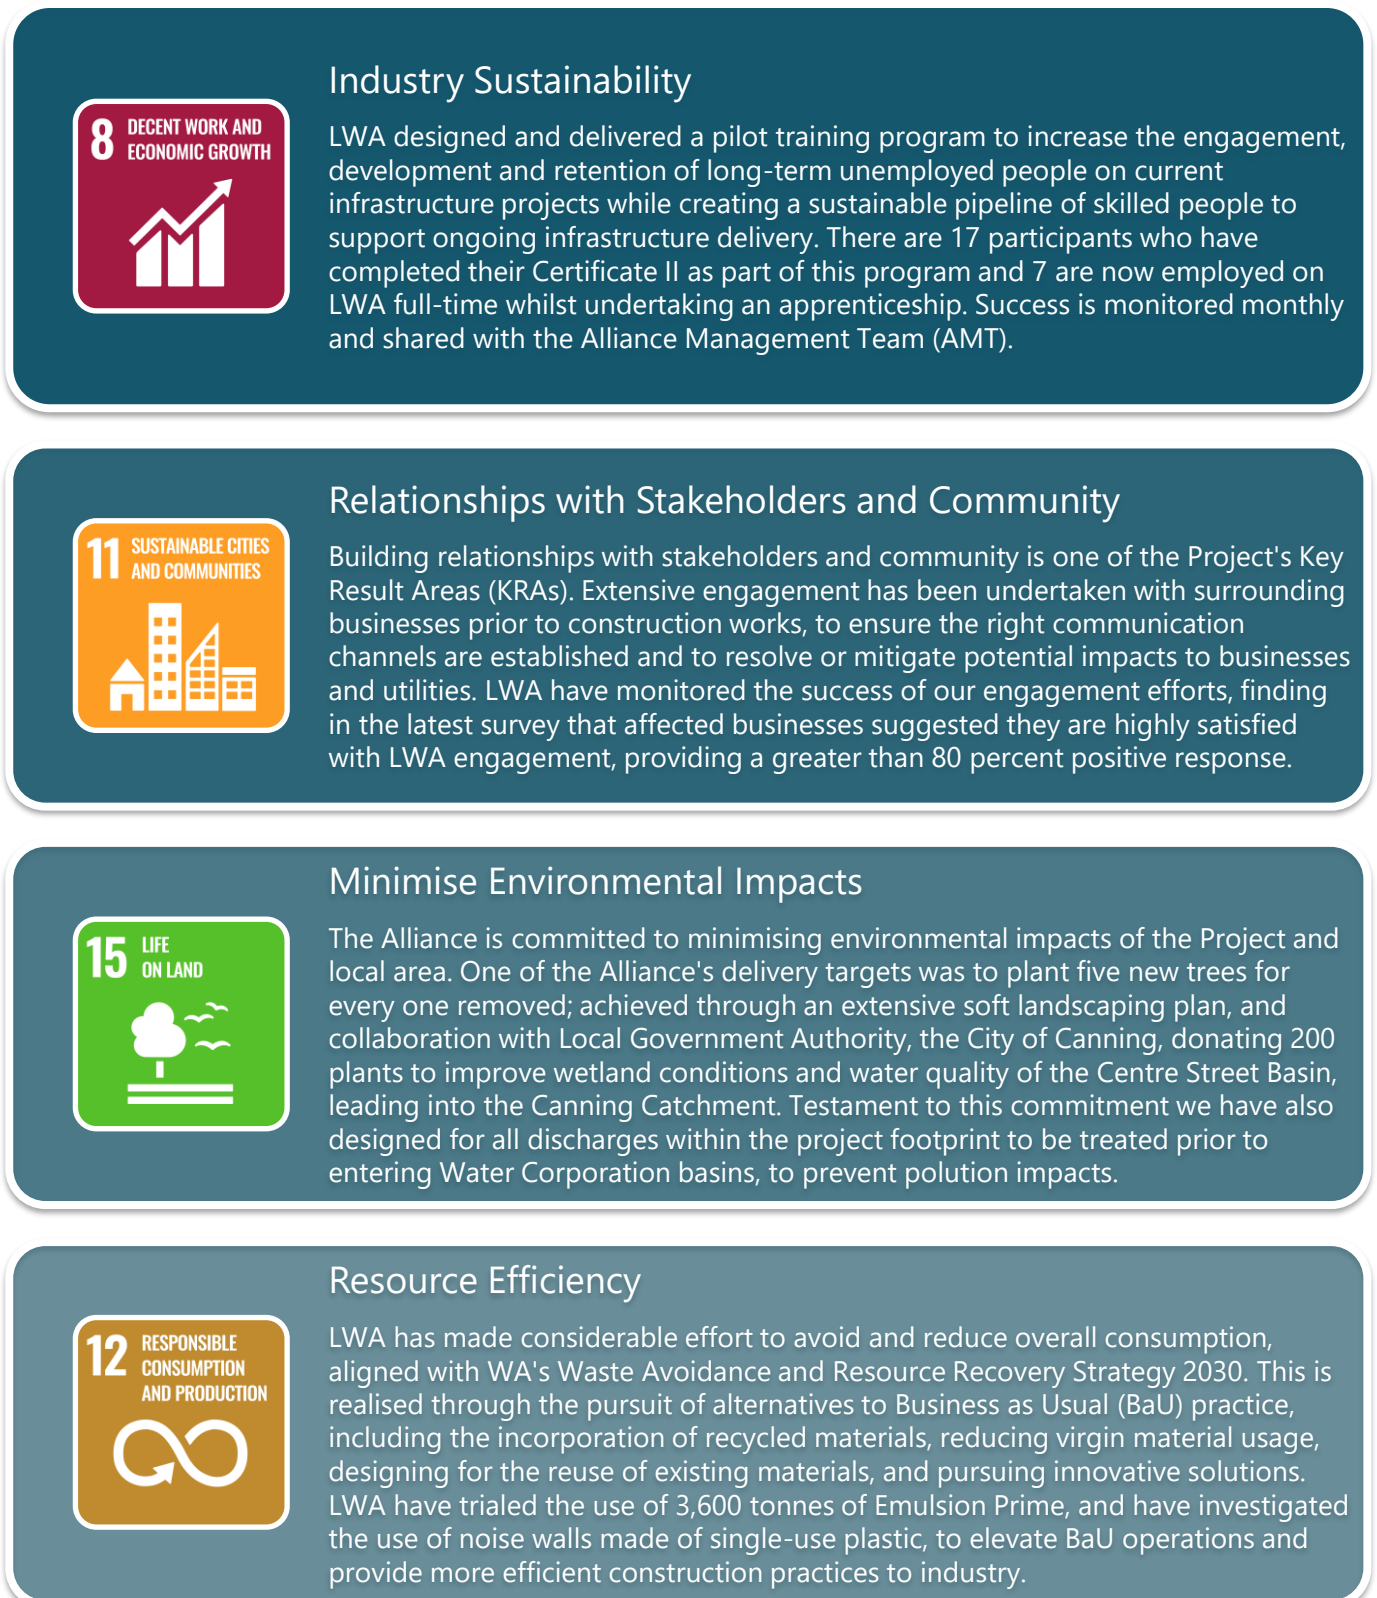 Industry Sustainability
8 DECENT WORK AND
ECONOMIC GROWTH
LWA designed and delivered a pilot training program to increase the engagement,
development and retention of long-term unemployed people on current
infrastructure projects while creating a sustainable pipeline of skilled people to
support ongoing infrastructure delivery. There are 17 participants who have
completed their Certificate II as part of this program and 7 are now employed on
LWA full-time whilst undertaking an apprenticeship. Success is monitored monthly
and shared with the Alliance Management Team (AMT).
Relationships with Stakeholders and Community
11 SUSTAINABLE CITIES
AND COMMUNITIES
Building relationships with stakeholders and community is one of the Project's Key
Result Areas (KRAs). Extensive engagement has been undertaken with surrounding
businesses prior to construction works, to ensure the right communication
channels are established and to resolve or mitigate potential impacts to businesses
and utilities. LWA have monitored the success of our engagement efforts, finding
in the latest survey that affected businesses suggested they are highly satisfied
with LWA engagement, providing a greater than 80 percent positive response.
Minimise Environmental Impacts
15 LIFE
ON LAND
The Alliance is committed to minimising environmental impacts of the Project and
local area. One of the Alliance's delivery targets was to plant five new trees for
every one removed; achieved through an extensive soft landscaping plan, and
collaboration with Local Government Authority, the City of Canning, donating 200
plants to improve wetland conditions and water quality of the Centre Street Basin,
leading into the Canning Catchment. Testament to this commitment we have also
designed for all discharges within the project footprint to be treated prior to
entering Water Corporation basins, to prevent polution impacts.
Resource Efficiency
12 RESPONSIBLE
CONSUMPTION
AND PRODUCTION
LWA has made considerable effort to avoid and reduce overall consumption,
aligned with WA's Waste Avoidance and Resource Recovery Strategy 2030. This is
realised through the pursuit of alternatives to Business as Usual (BaU) practice,
including the incorporation of recycled materials, reducing virgin material usage,
designing for the reuse of existing materials, and pursuing innovative solutions.
LWA have trialed the use of 3,600 tonnes of Emulsion Prime, and have investigated
the use of noise walls made of single-use plastic, to elevate BaU operations and
provide more efficient construction practices to industry.